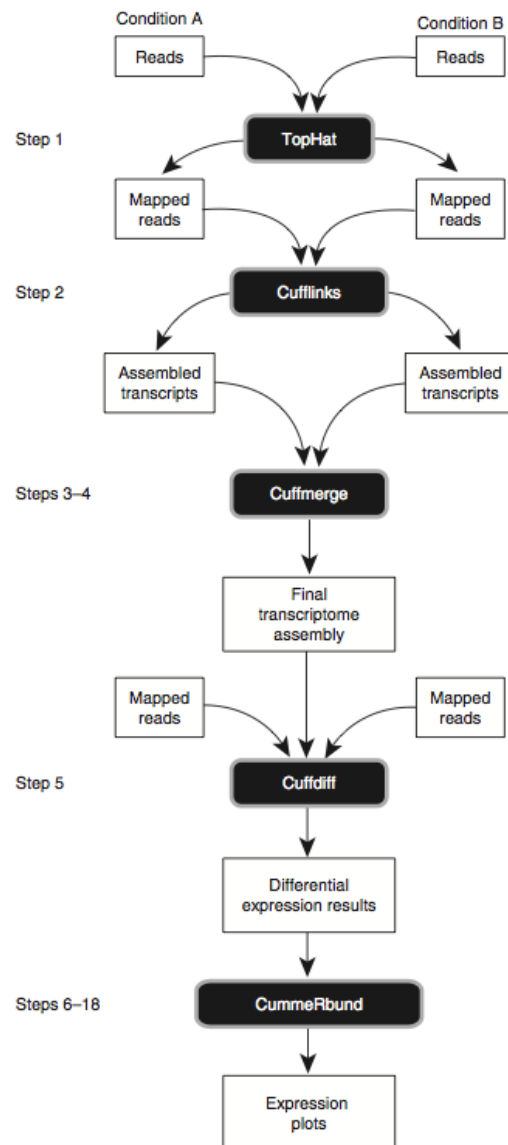 Condition A
Condition B
Reads
Reads
Step 1
TopHat
Mapped
reads
Mapped
reads
Step 2
Cufflinks
Assembled
transcripts
Assembled
transcripts
Steps 3–4
Cuffmerge
Final
transcriptome
assembly
Mapped
reads
Mapped
reads
Step 5
Cuffdiff
Differential
expression results
Steps 6–18
CummeRbund
Expression
plots